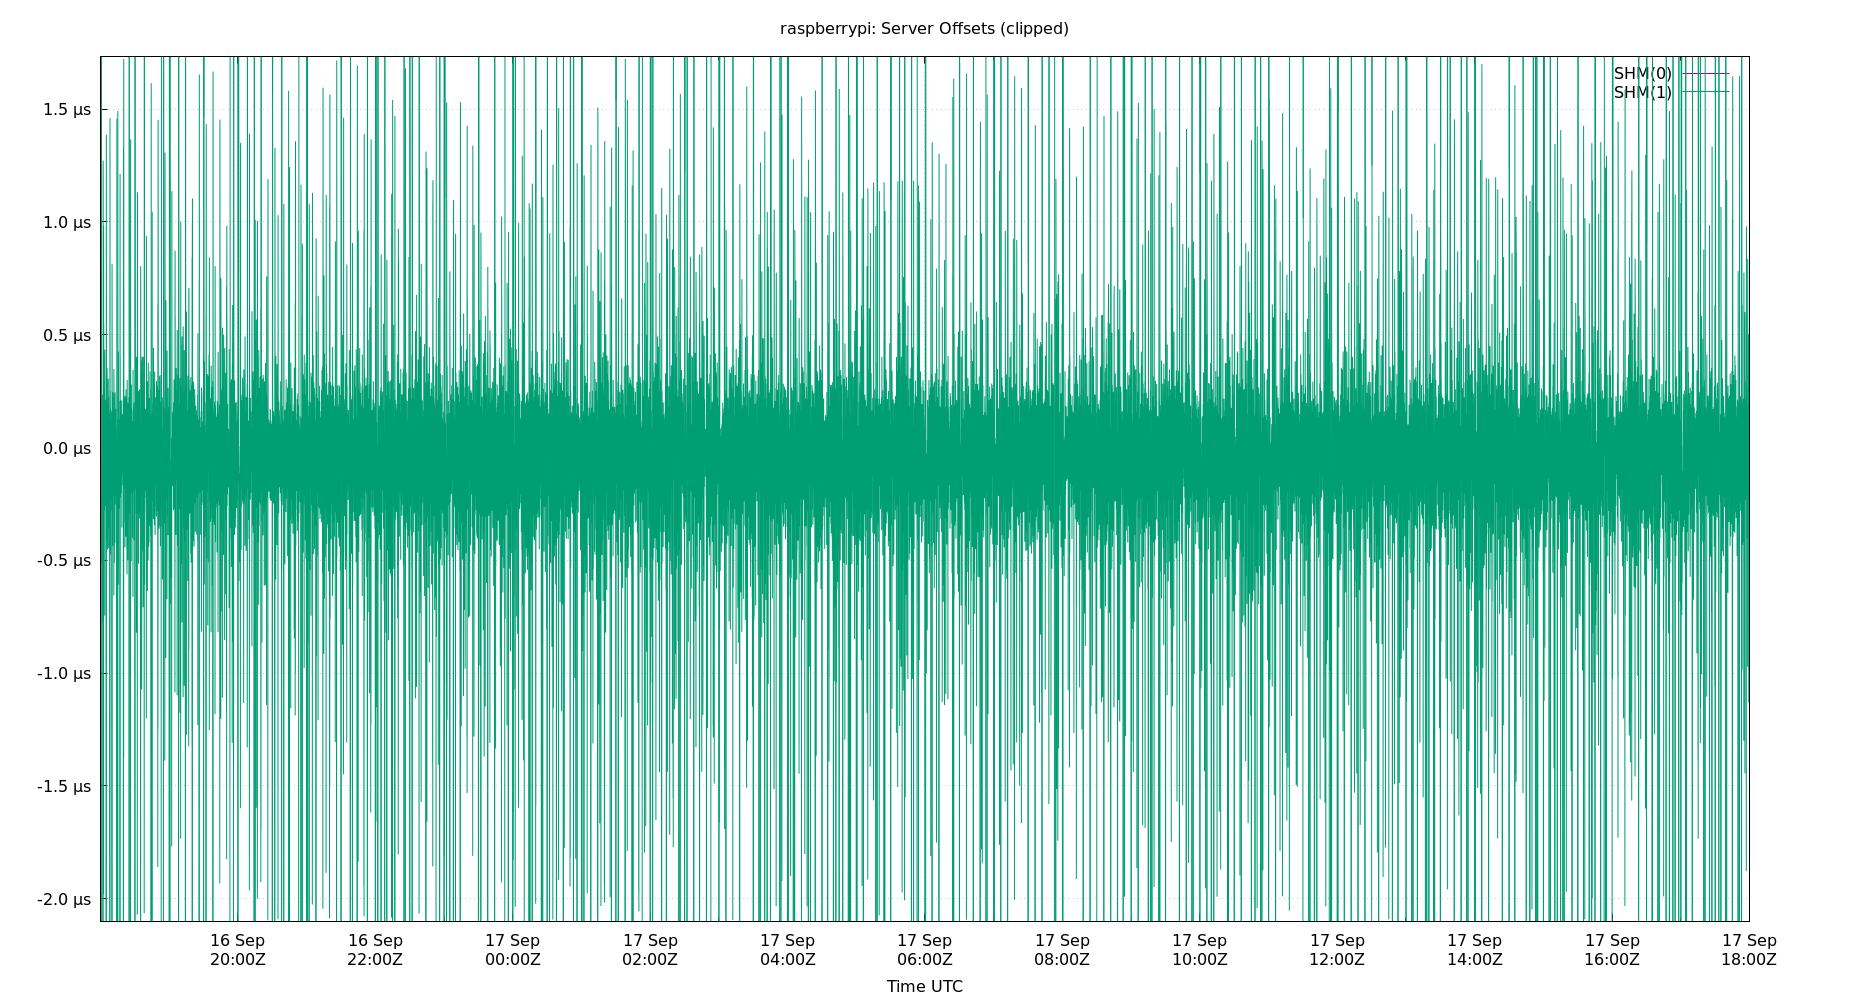 raspberrypi: Server Offsets (clipped)
SHM(0)
SHM(1)
1.5 µs
1.0 µs
0.5 µs
0.0 µs
-0.5 µs
-1.0 µs
-1.5 µs
-2.0 µs
16 Sep 16 Sep 17 Sep 17 Sep 17 Sep 17 Sep 17 Sep 17 Sep 17 Sep 17 Sep 17 Sep 17 Sep
20:00Z 22:00Z 00:00Z 02:00Z 04:00Z 06:00Z 08:00Z 10:00Z 12:00Z 14:00Z 16:00Z 18:00Z
Time UTC